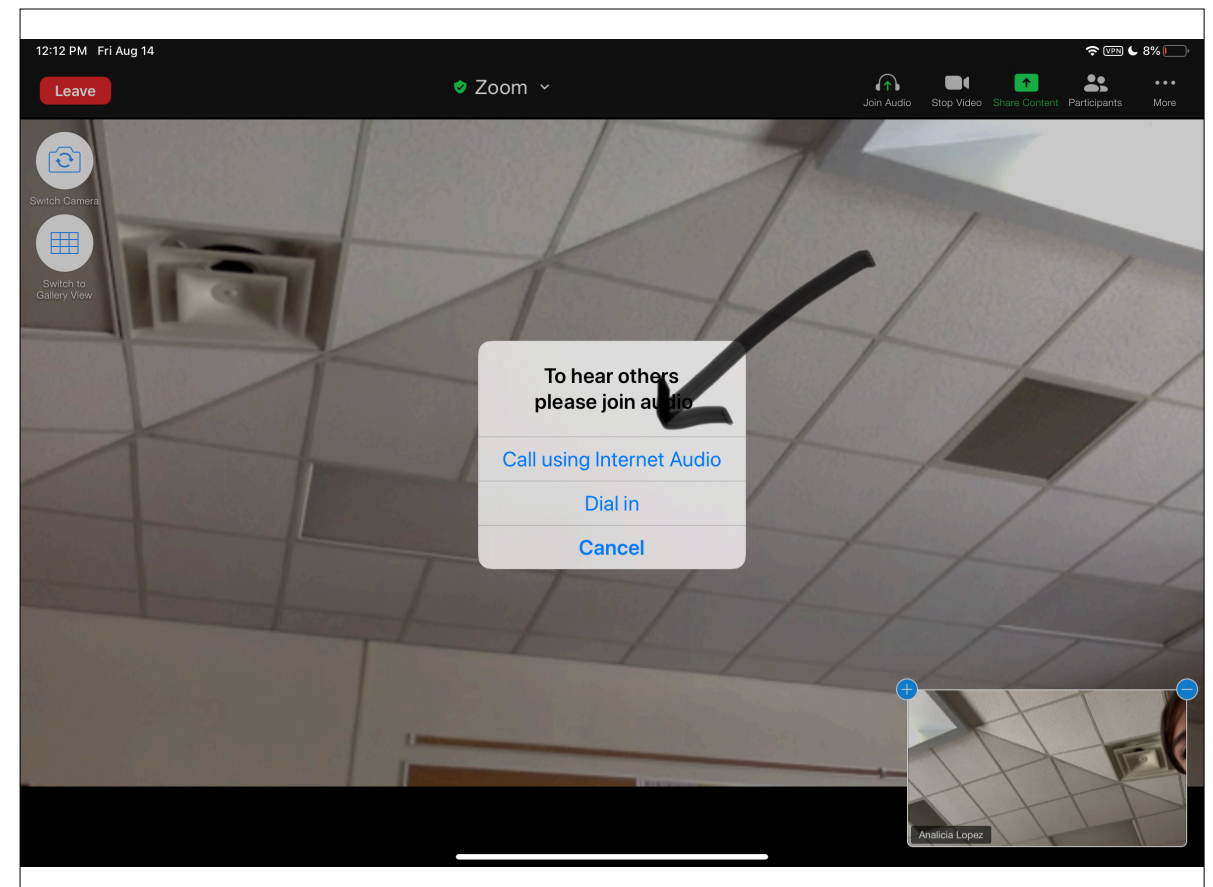 12:12 PM Fri Aug 14
VPN 8%
Leave
Zoom
Join Audio
Stop Video
Share Content
Participants
More
Switch Camera
Switch to
Gallery View
To hear others
please join audio
Call using Internet Audio
Dial in
Cancel
Analicia Lopez